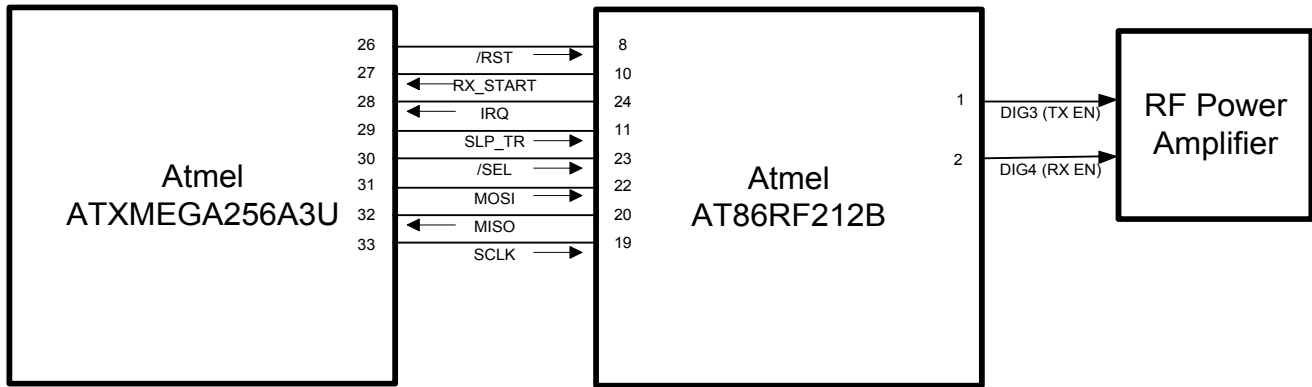 26 8
/RST
27 10
RX_START
28 24
IRQ
29 11
SLP_TR
30 23
/SEL
31 22
MOSI
32 20
MISO
33 19
SCLK
Atmel
ATXMEGA256A3U
Atmel
AT86RF212B
1
DIG3 (TX EN)
2
DIG4 (RX EN)
RF Power
Amplifier